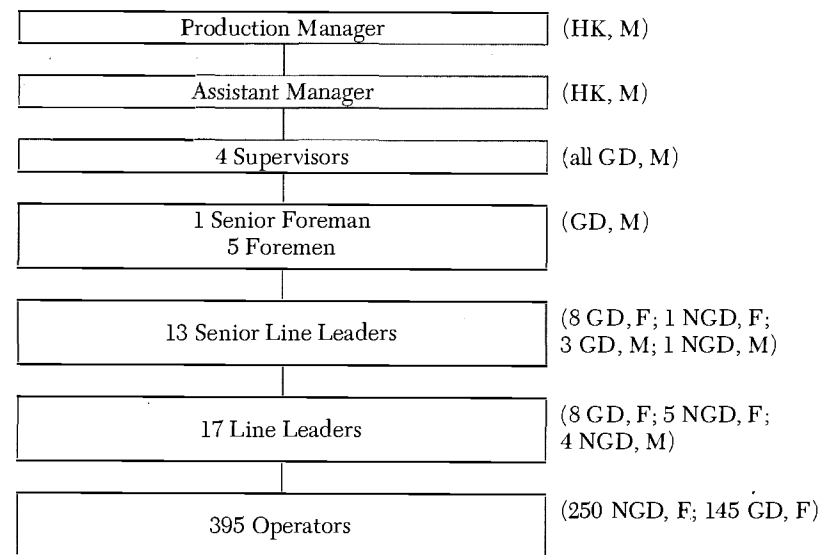 Production Manager (HK, M)
Assistant Manager (HK, M)
4 Supervisors (all GD, M)
1 Senior Foreman (GD, M)
5 Foremen
13 Senior Line Leaders (8 GD, F; 1 NGD, F;
3 GD, M; 1 NGD, M)
17 Line Leaders (8 GD, F; 5 NGD, F;
4 NGD, M)
395 Operators (250 NGD, F; 145 GD, F)